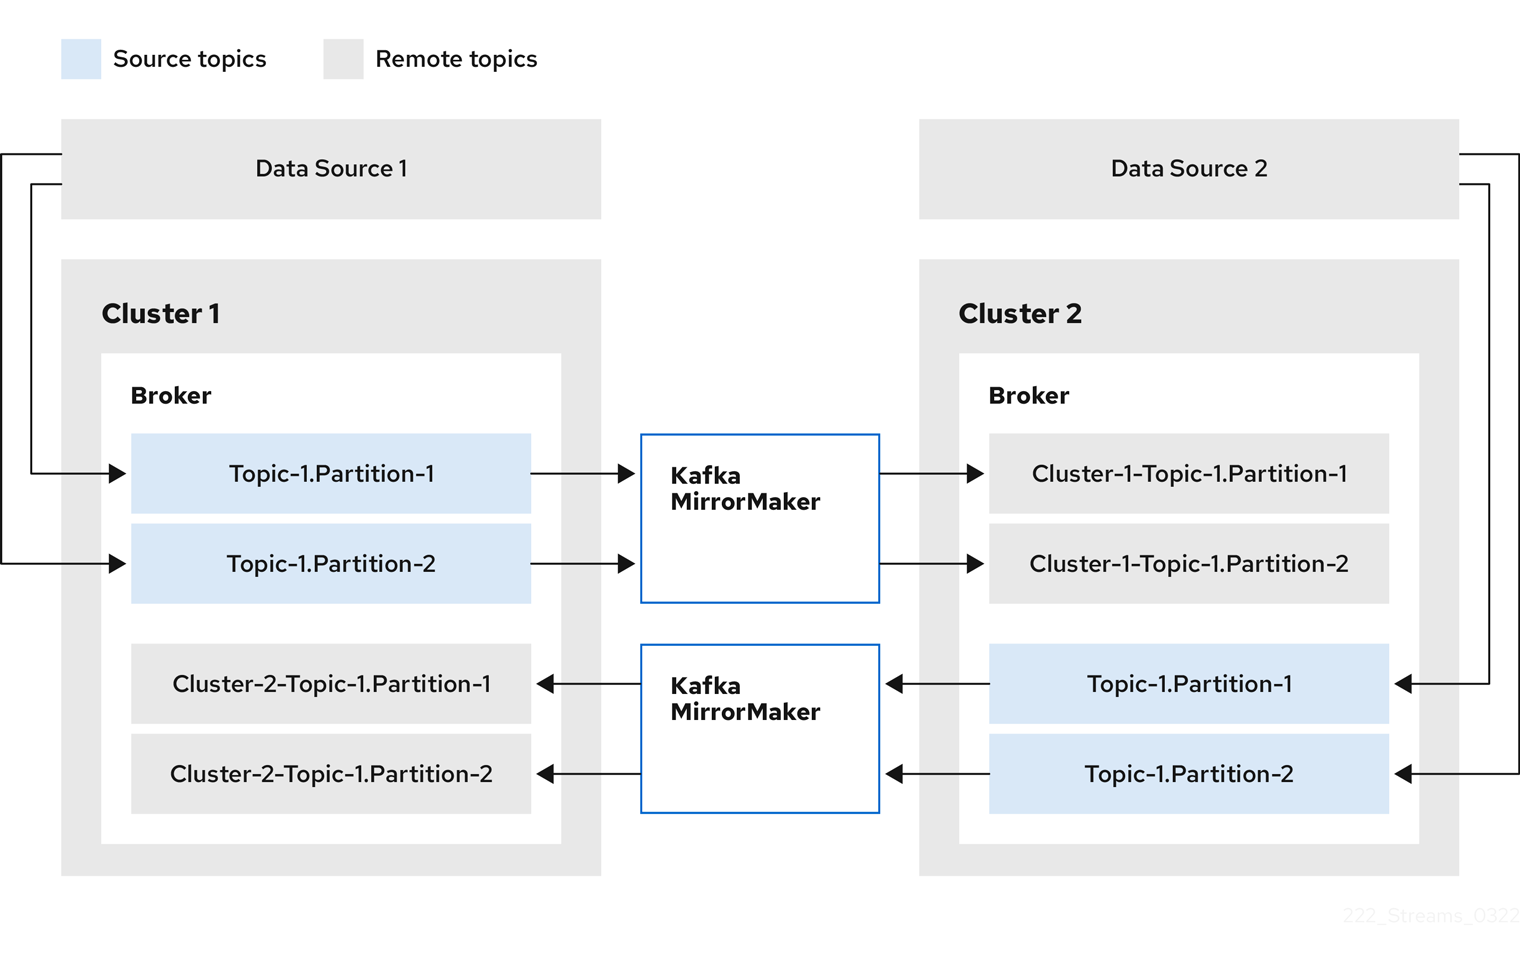 Source topics
Remote topics
Data Source 1
Data Source 2
Cluster 1
Broker
Topic-1.Partition-1
Topic-1.Partition-2
Cluster-2-Topic-1.Partition-1
Cluster-2-Topic-1.Partition-2
Kafka
MirrorMaker
Kafka
MirrorMaker
Cluster 2
Broker
Cluster-1-Topic-1.Partition-1
Cluster-1-Topic-1.Partition-2
Topic-1.Partition-1
Topic-1.Partition-2
222_Streams_0322